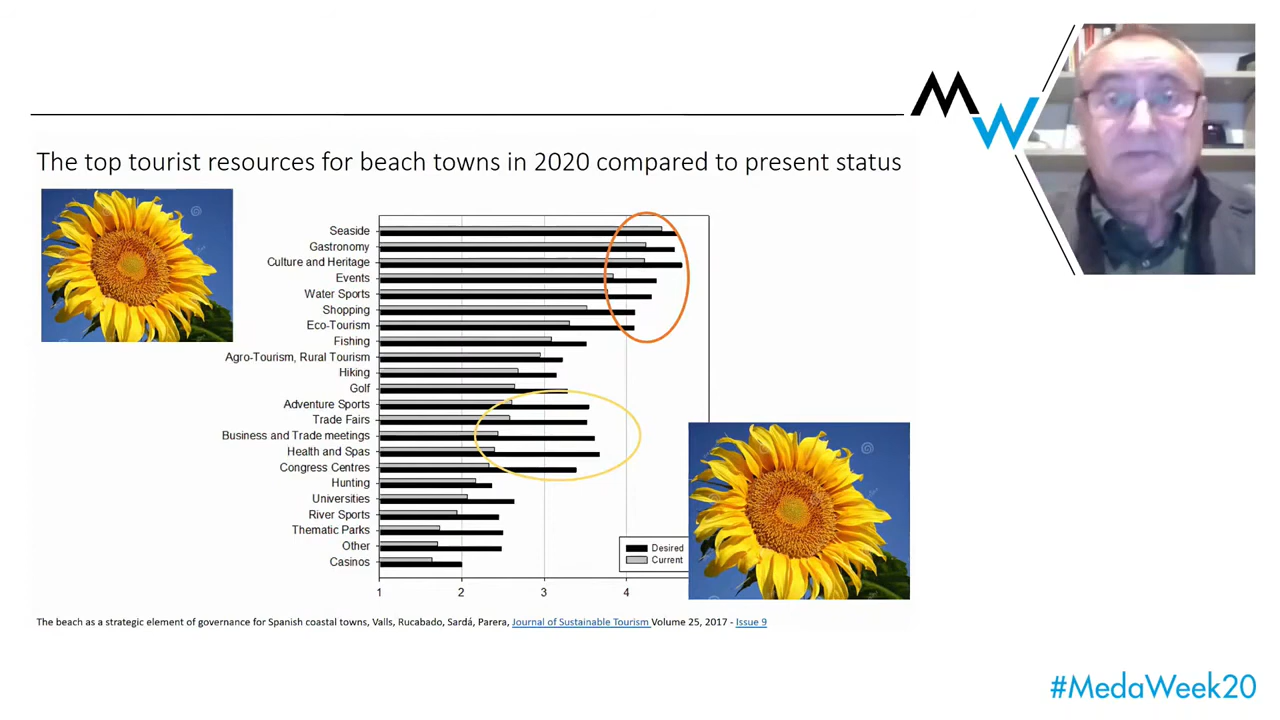 MW
The top tourist resources for beach towns in 2020 compared to present status
Seaside
Gastronomy
Culture and Heritage
Events
Water Sports
Shopping
Eco-Tourism
Fishing
Agro-Tourism, Rural Tourism
Hiking
Golf
Adventure Sports
Trade Fairs
Business and Trade meetings
Health and Spas
Congress Centres
Hunting
Universities
River Sports
Thematic Parks
Other
Casinos
Desired
Current
1 2 3 4
The beach as a strategic element of governance for Spanish coastal towns, Valls, Rucabado, Sardá, Parera, Journal of Sustainable Tourism Volume 25, 2017 - Issue 9
#MedaWeek20